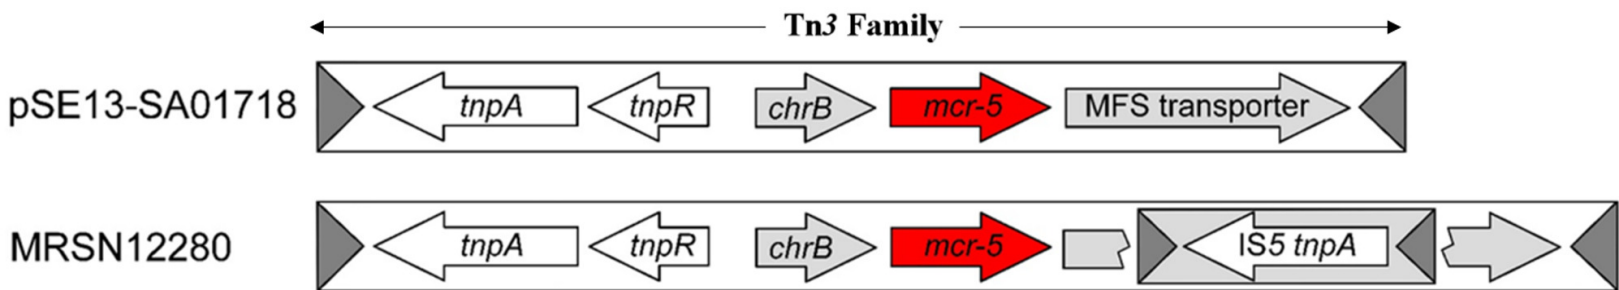 Tn3 Family
pSE13-SA01718 tnpA tnpR chrB mcr-5 MFS transporter
MRSN12280 tnpA tnpR chrB mcr-5 IS5 tnpA